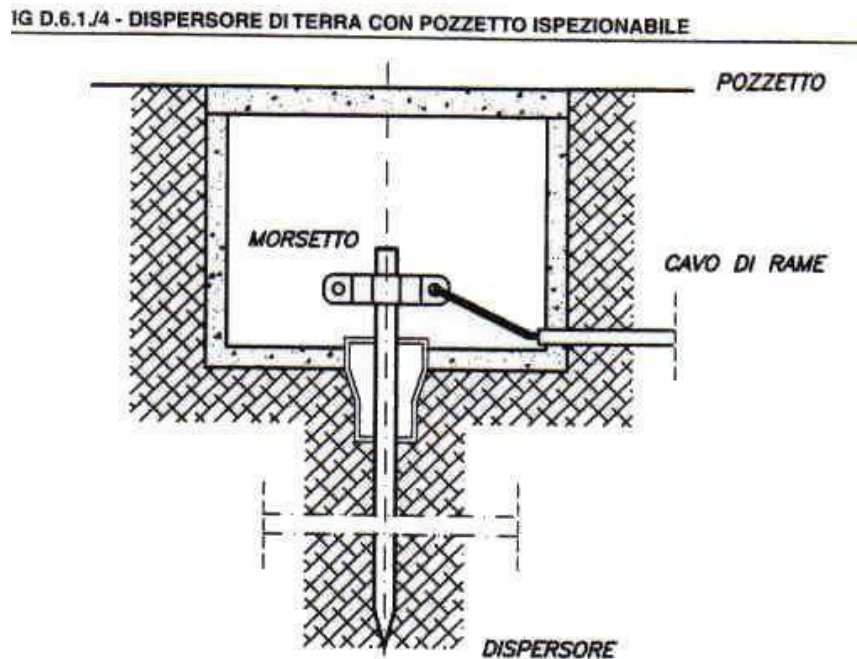 IG D.6.1./4 - DISPERSORE DI TERRA CON POZZETTO ISPEZIONABILE
POZZETTO
MORSETTO
CAVO DI RAME
DISPERSORE